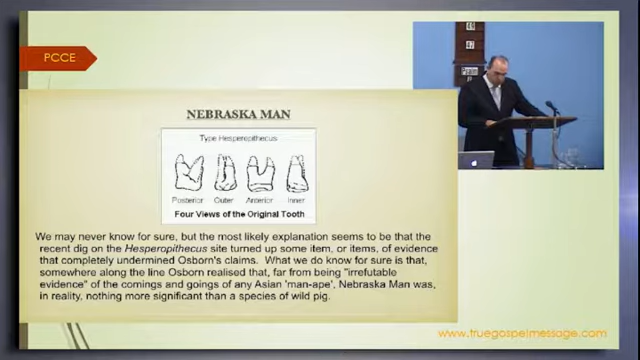 PCCE
NEBRASKA MAN
Type Hesperopithecus
Posterior Outer Anterior Inner
Four Views of the Original Tooth
We may never know for sure, but the most likely explanation seems to be that the
recent dig on the Hesperopithecus site turned up some item, or items, of evidence
that completely undermined Osborn's claims. What we do know for sure is that,
somewhere along the line Osborn realised that, far from being "irrefutable
evidence" of the comings and goings of any Asian 'man-ape', Nebraska Man was,
in reality, nothing more significant than a species of wild pig.
www.truegospelmessage.com